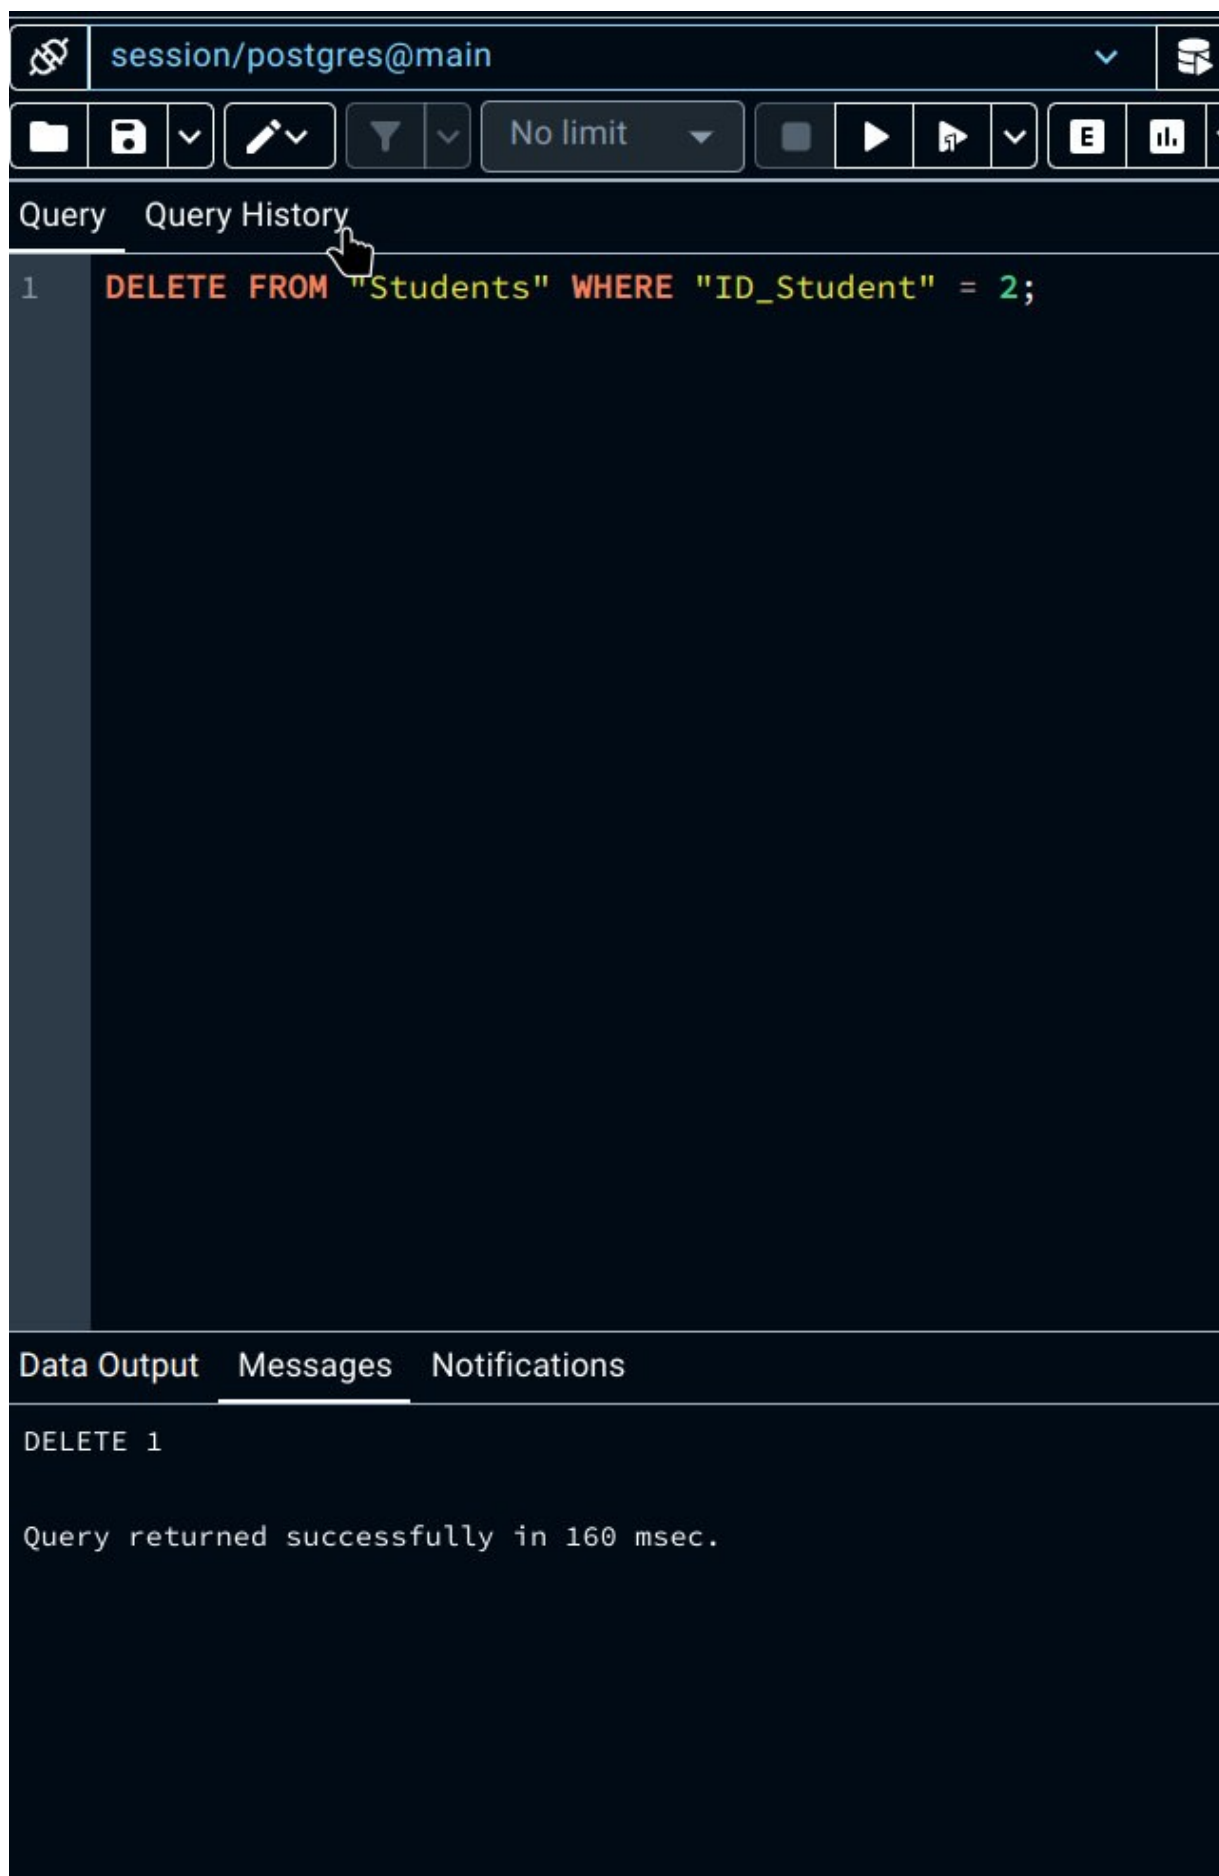 session/postgres@main
No limit
E
Query Query History
1 DELETE FROM "Students" WHERE "ID_Student" = 2;
Data Output Messages Notifications
DELETE 1
Query returned successfully in 160 msec.